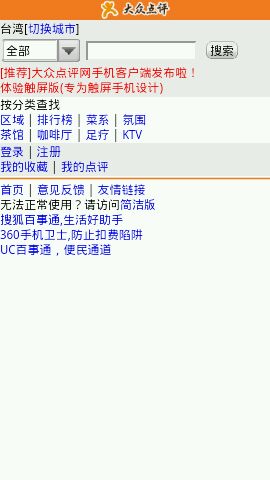 大众点评
台湾[切换城市]
全部 搜索
[推荐]大众点评网手机客户端发布啦！
体验触屏版(专为触屏手机设计)
按分类查找
区域 | 排行榜 | 菜系 | 氛围
茶馆 | 咖啡厅 | 足疗 | KTV
登录 | 注册
我的收藏 | 我的点评
首页 | 意见反馈 | 友情链接
无法正常使用？请访问简洁版
搜狐百事通,生活好助手
360手机卫士,防止扣费陷阱
UC百事通，便民通道